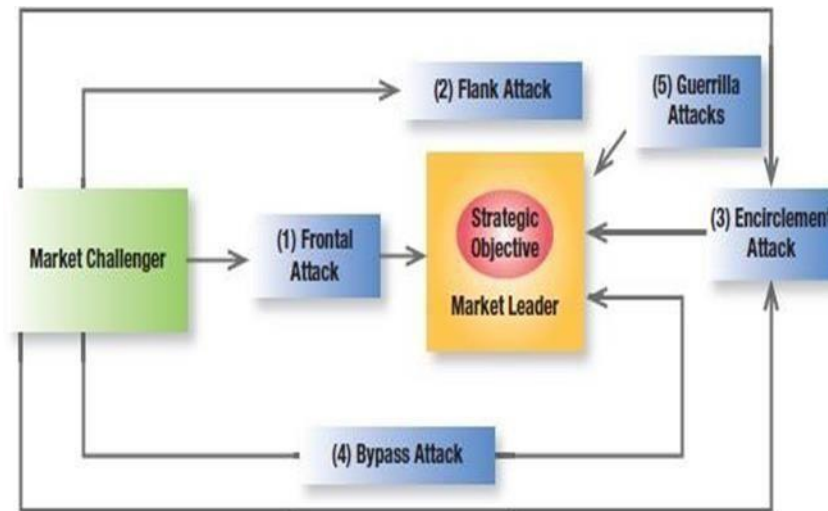 (2) Flank Attack
(5) Guerrilla
Attacks
Market Challenger
(1) Frontal
Attack
Strategic
Objective
Market Leader
(3) Encirclement
Attack
(4) Bypass Attack